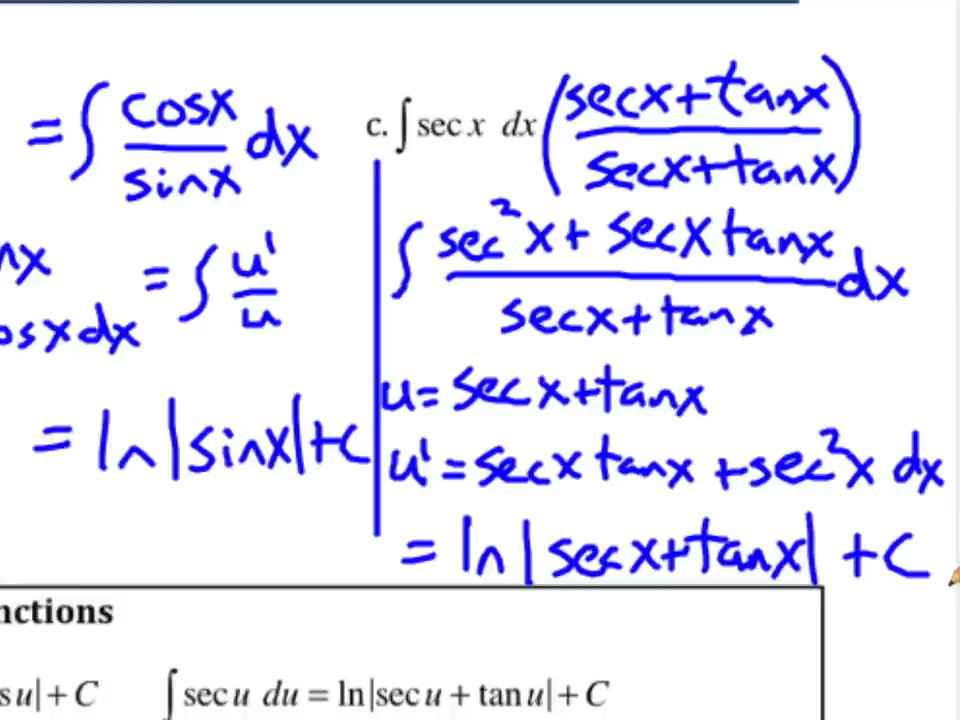 = ∫ cosx / sinx dx
nx
osxdx = ∫ u' / u
= ln|sinx|+C
c. ∫ sec x dx (secx+tanx / secx+tanx)
∫ sec²x + secx tanx / secx+tanx dx
u= secx+tanx
u' = secx tanx + sec²x dx
= ln|secx+tanx| + C
nctions
s u| + C
∫ sec u du = ln|sec u + tan u| + C